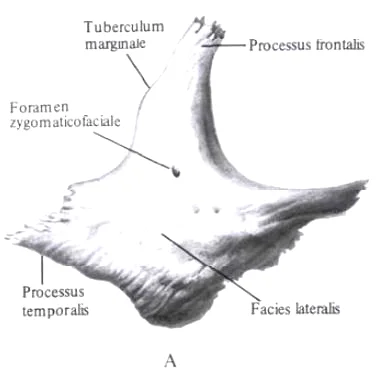 Tuberculum
marginale
Processus frontalis
Foramen
zygomaticofaciale
Processus
temporalis
Facies lateralis
A